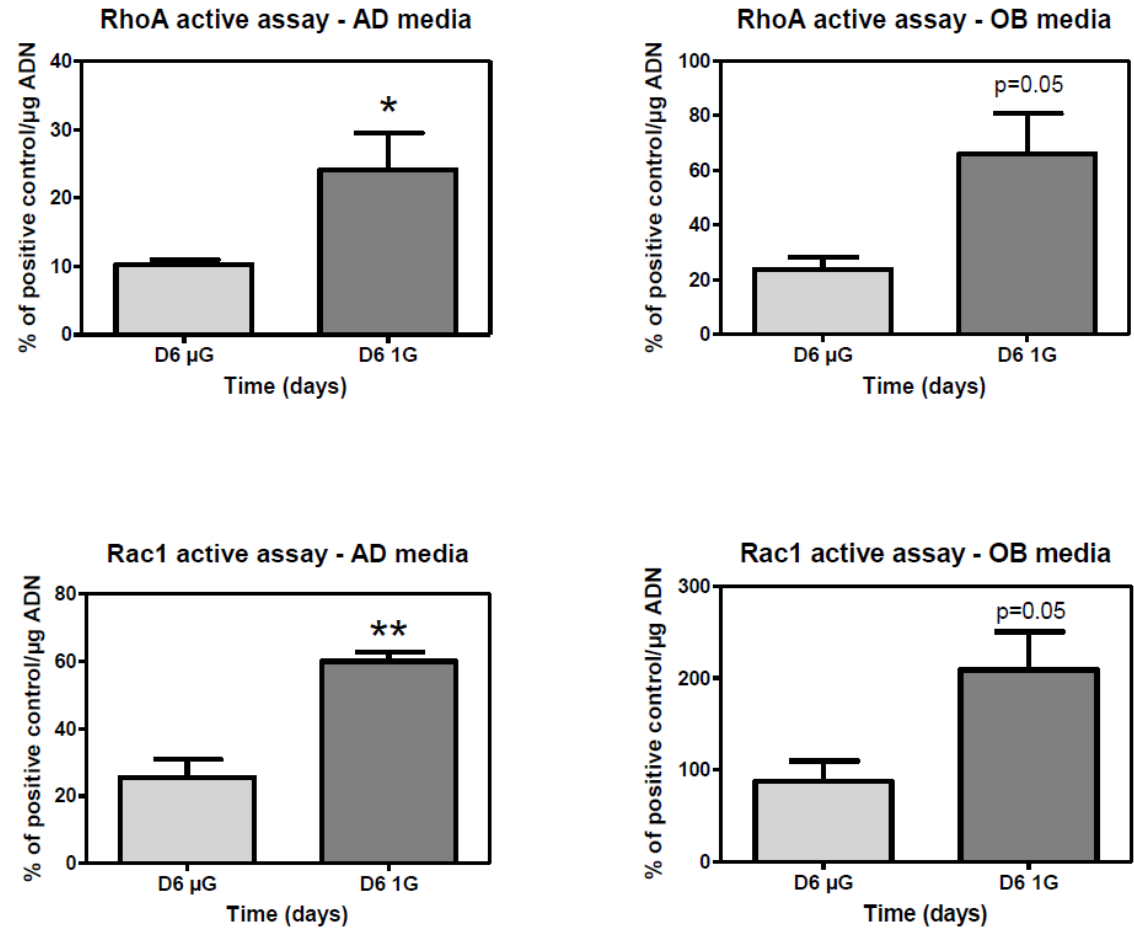 RhoA active assay - AD media
% of positive control/µg ADN
40
30
20
10
0
*
D6 µG
D6 1G
Time (days)
RhoA active assay - OB media
% of positive control/µg ADN
100
80
60
40
20
0
p=0.05
D6 µG
D6 1G
Time (days)
Rac1 active assay - AD media
% of positive control/µg ADN
80
60
40
20
0
**
D6 µG
D6 1G
Time (days)
Rac1 active assay - OB media
% of positive control/µg ADN
300
200
100
0
p=0.05
D6 µG
D6 1G
Time (days)